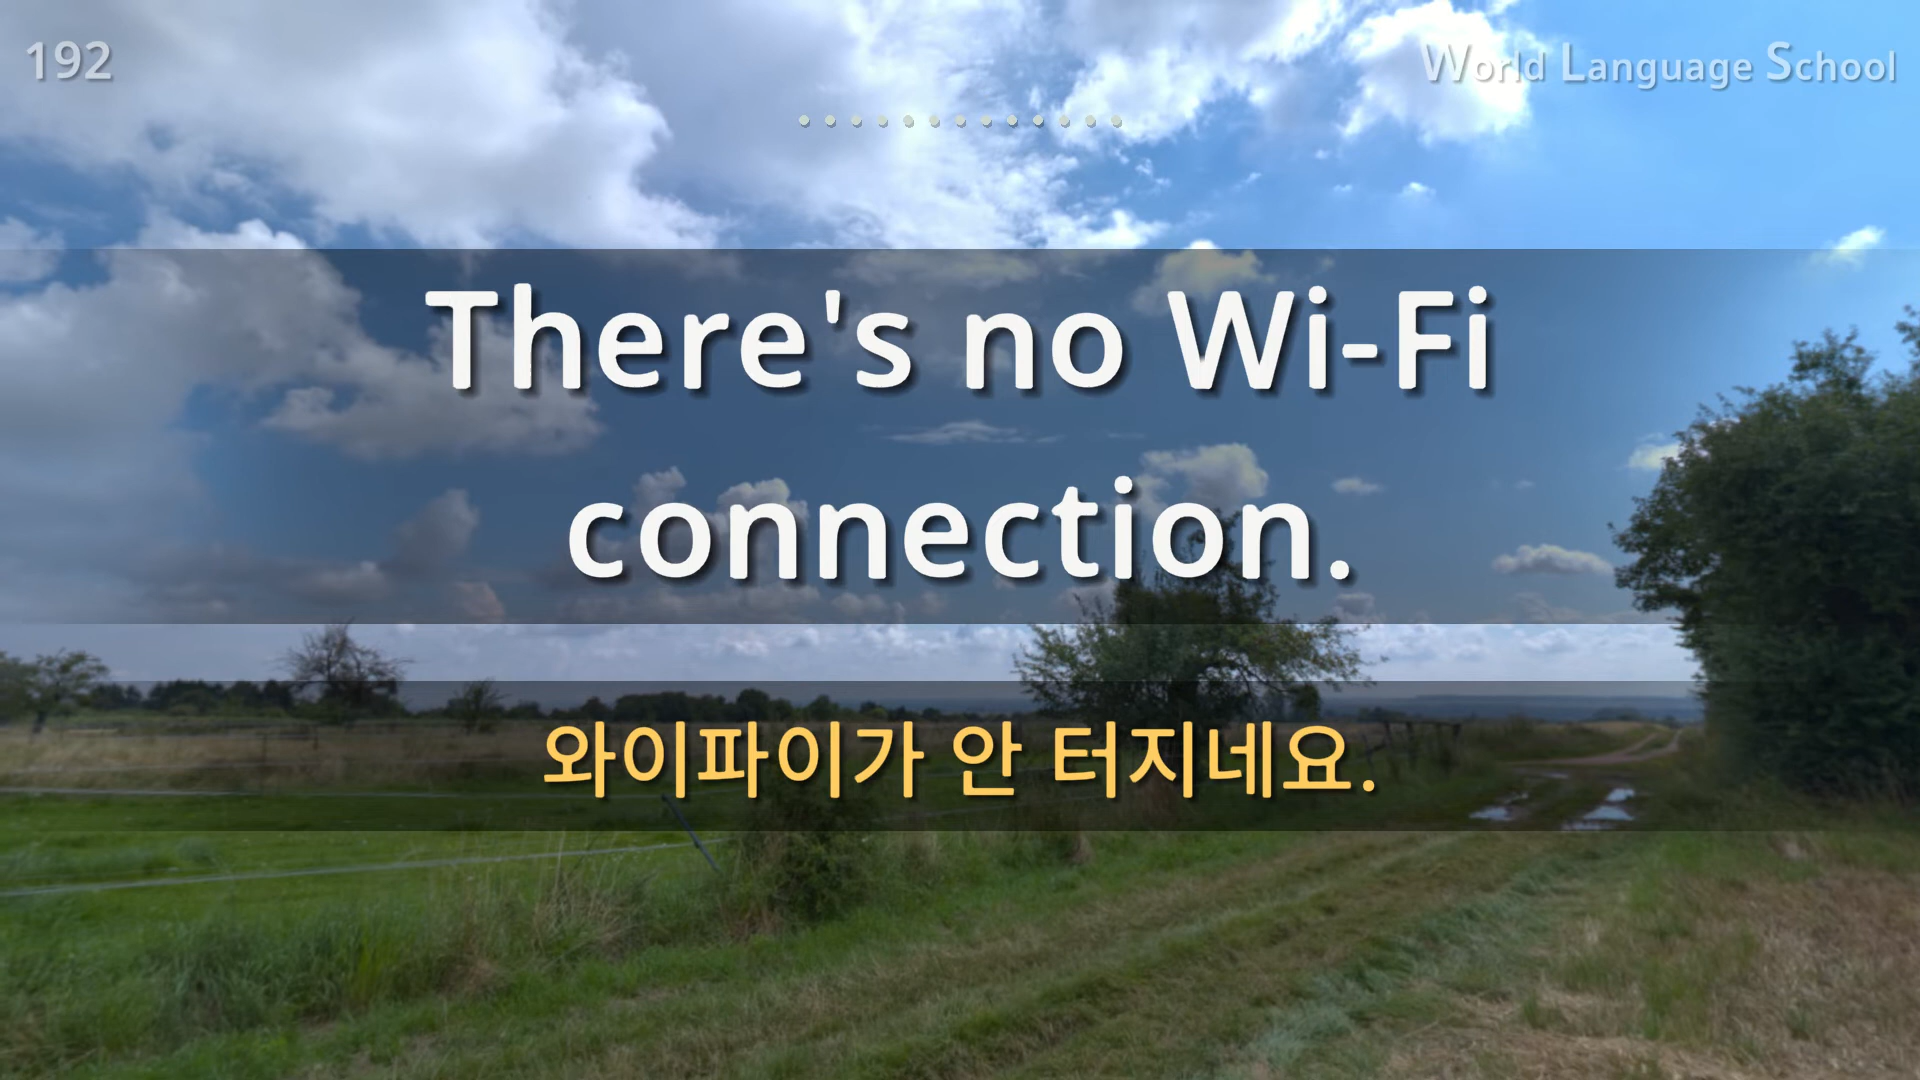 192
World Language School
There's no Wi-Fi
connection.
와이파이가 안 터지네요.